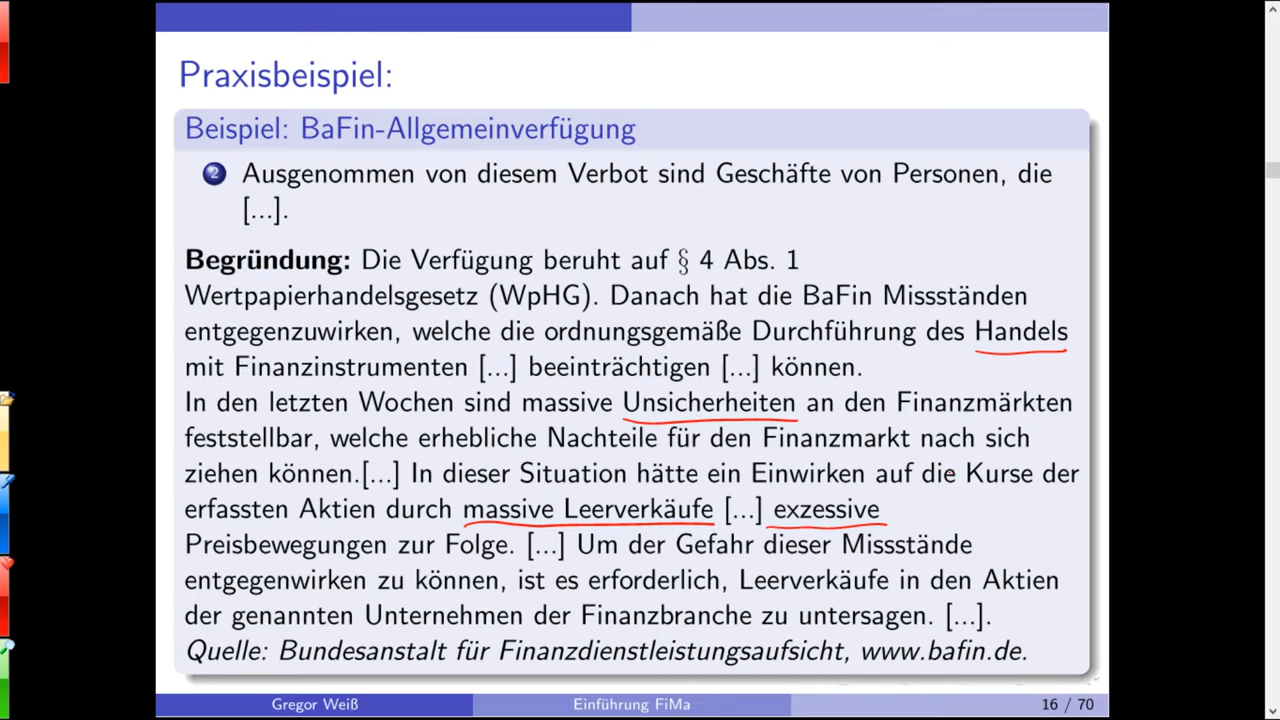 Praxisbeispiel:
Beispiel: BaFin-Allgemeinverfügung
2 Ausgenommen von diesem Verbot sind Geschäfte von Personen, die
[...].
Begründung: Die Verfügung beruht auf § 4 Abs. 1
Wertpapierhandelsgesetz (WpHG). Danach hat die BaFin Missständen
entgegenzuwirken, welche die ordnungsgemäße Durchführung des Handels
mit Finanzinstrumenten [...] beeinträchtigen [...] können.
In den letzten Wochen sind massive Unsicherheiten an den Finanzmärkten
feststellbar, welche erhebliche Nachteile für den Finanzmarkt nach sich
ziehen können.[...] In dieser Situation hätte ein Einwirken auf die Kurse der
erfassten Aktien durch massive Leerverkäufe [...] exzessive
Preisbewegungen zur Folge. [...] Um der Gefahr dieser Missstände
entgegenwirken zu können, ist es erforderlich, Leerverkäufe in den Aktien
der genannten Unternehmen der Finanzbranche zu untersagen. [...].
Quelle: Bundesanstalt für Finanzdienstleistungsaufsicht, www.bafin.de.
Gregor Weiß Einführung FiMa 16 / 70